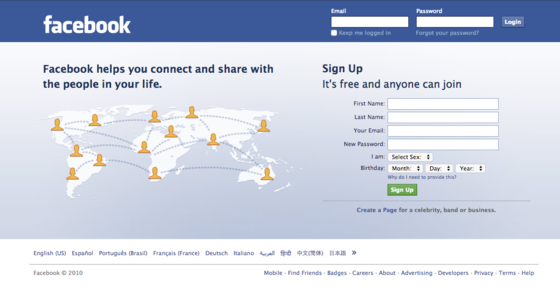 facebook
Email
Password
Login
Keep me logged in
Forgot your password?
Facebook helps you connect and share with
the people in your life.
Sign Up
It's free and anyone can join
First Name:
Last Name:
Your Email:
New Password:
I am: Select Sex:
Birthday: Month: Day: Year:
Why do I need to provide this?
Sign Up
Create a Page for a celebrity, band or business.
English (US) Español Português (Brasil) Français (France) Deutsch Italiano العربية हिन्दी 中文(简体) 日本語 »
Facebook © 2010
Mobile · Find Friends · Badges · Careers · About · Advertising · Developers · Privacy · Terms · Help